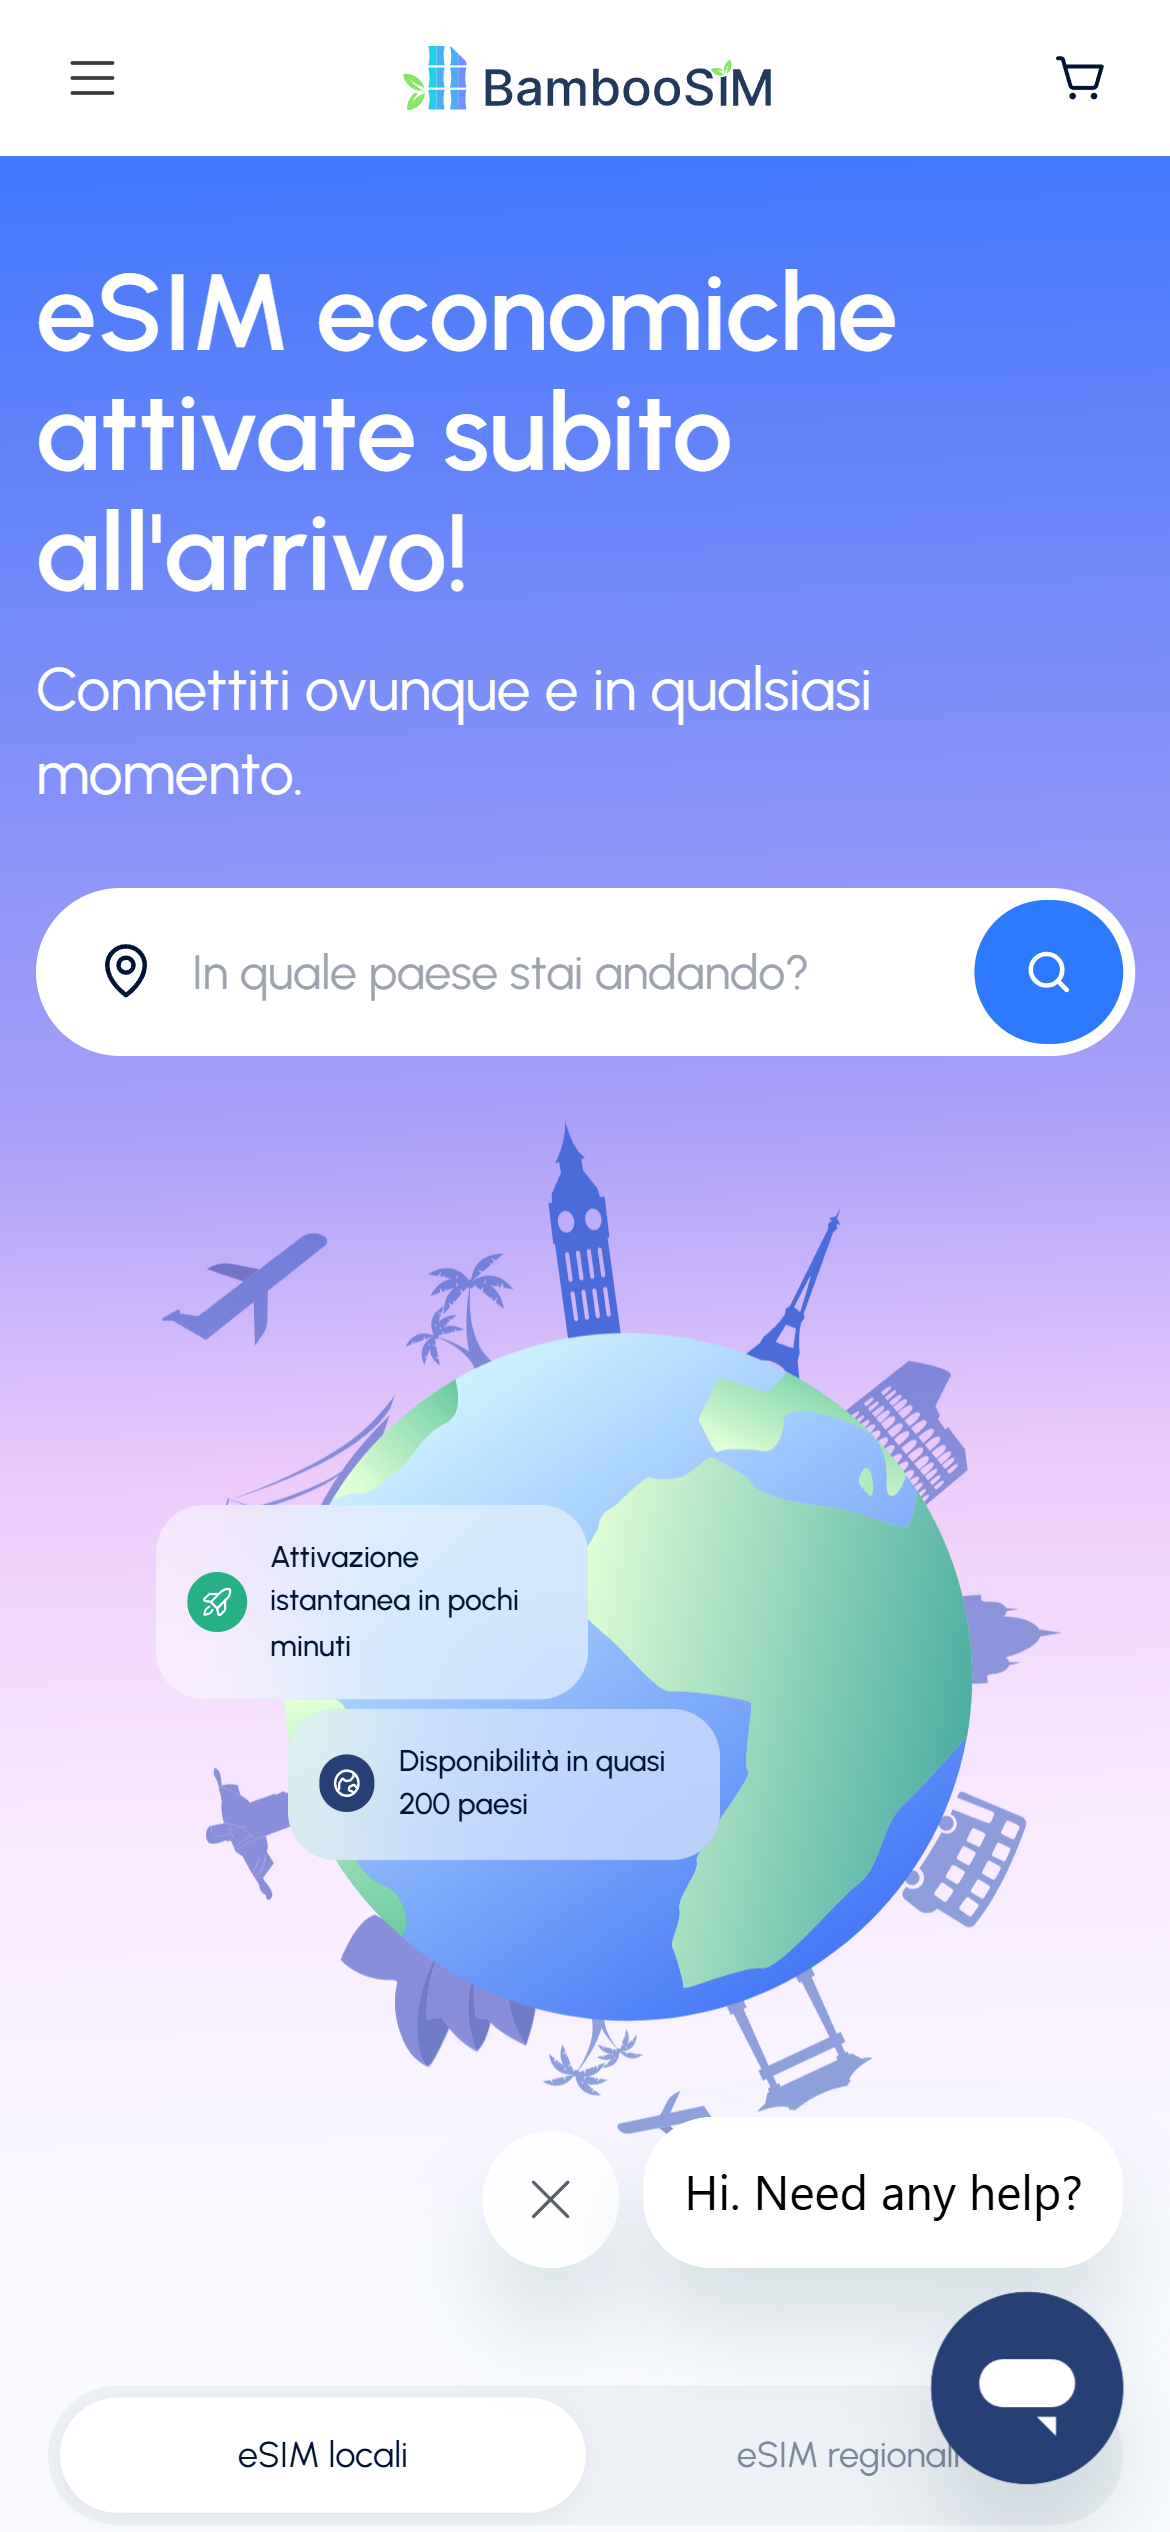 BambooSiM
eSIM economiche
attivate subito
all'arrivo!
Connettiti ovunque e in qualsiasi
momento.
In quale paese stai andando?
Attivazione
istantanea in pochi
minuti
Disponibilità in quasi
200 paesi
Hi. Need any help?
eSIM locali
eSIM regionali